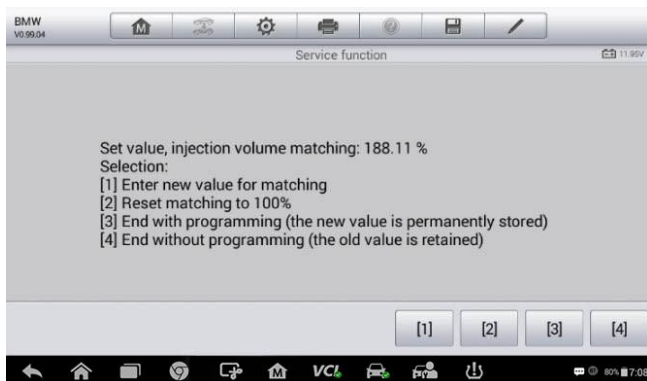 BMW
V0.99.04
Service function
11.95V
Set value, injection volume matching: 188.11 %
Selection:
[1] Enter new value for matching
[2] Reset matching to 100%
[3] End with programming (the new value is permanently stored)
[4] End without programming (the old value is retained)
[1] [2] [3] [4]
VCI 80% 7:08